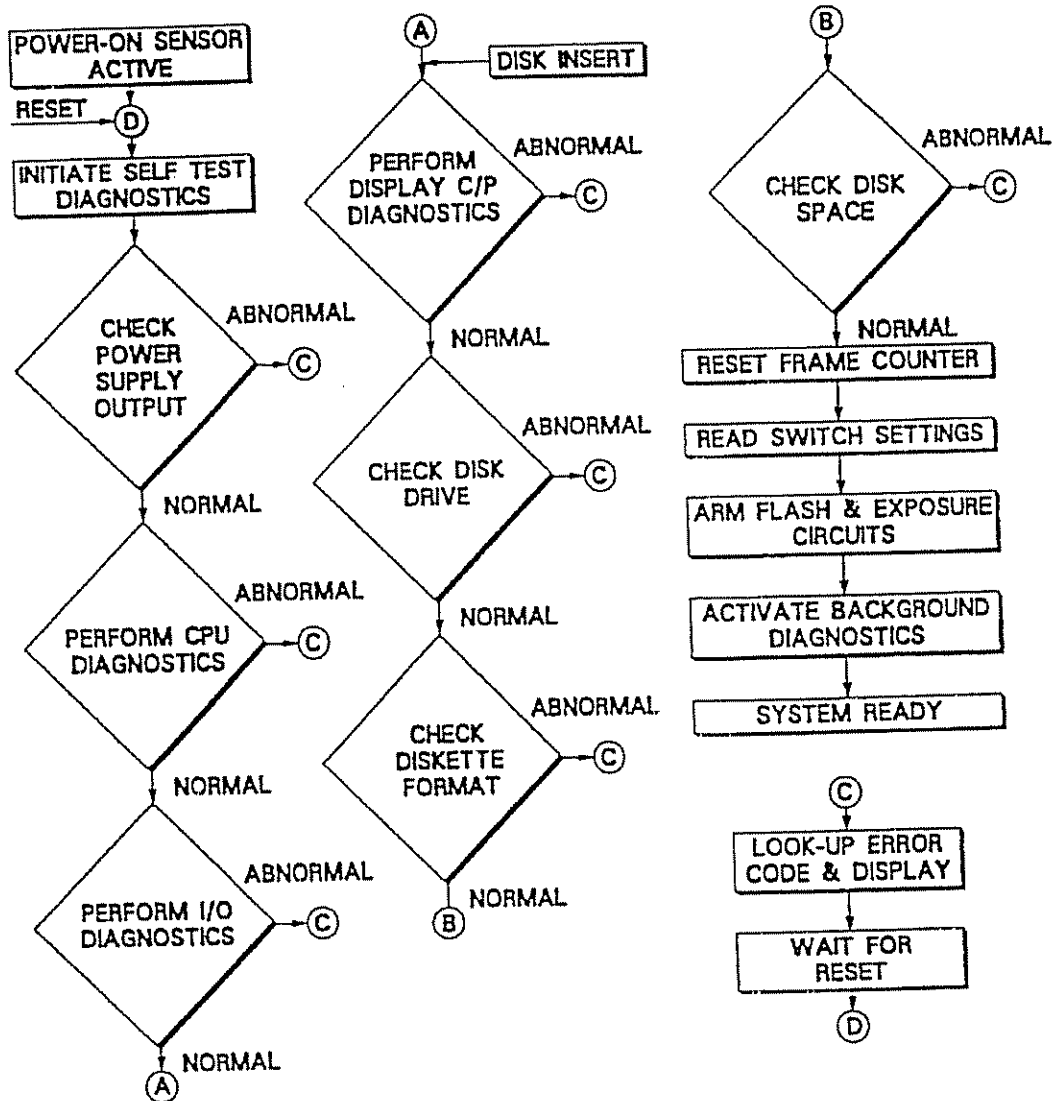 POWER-ON SENSOR
ACTIVE
RESET
D
INITIATE SELF TEST
DIAGNOSTICS
CHECK
POWER
SUPPLY
OUTPUT
ABNORMAL
C
NORMAL
PERFORM CPU
DIAGNOSTICS
ABNORMAL
C
NORMAL
PERFORM I/O
DIAGNOSTICS
ABNORMAL
C
NORMAL
A
A
DISK INSERT
PERFORM
DISPLAY C/P
DIAGNOSTICS
ABNORMAL
C
NORMAL
CHECK DISK
DRIVE
ABNORMAL
C
NORMAL
CHECK
DISKETTE
FORMAT
ABNORMAL
C
NORMAL
B
B
CHECK DISK
SPACE
ABNORMAL
C
NORMAL
RESET FRAME COUNTER
READ SWITCH SETTINGS
ARM FLASH & EXPOSURE
CIRCUITS
ACTIVATE BACKGROUND
DIAGNOSTICS
SYSTEM READY
C
LOOK-UP ERROR
CODE & DISPLAY
WAIT FOR
RESET
D